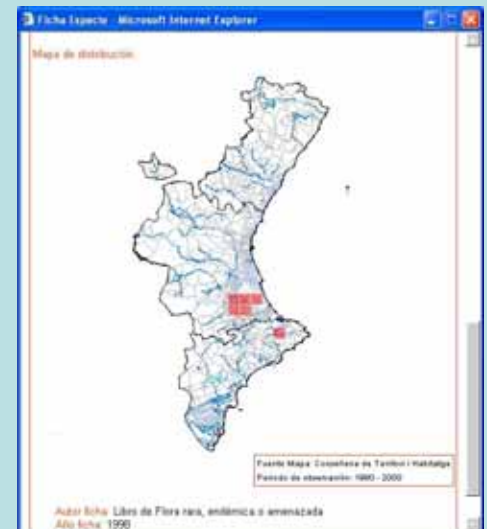 Ficha Especie - Microsoft Internet Explorer
Mapa de distribución:
Fuente Mapa: Conselleria de Territori i Habitatge
Periodo de observación: 1980 - 2000
Autor ficha: Libro de Flora rara, endémica o amenazada
Año ficha: 1998